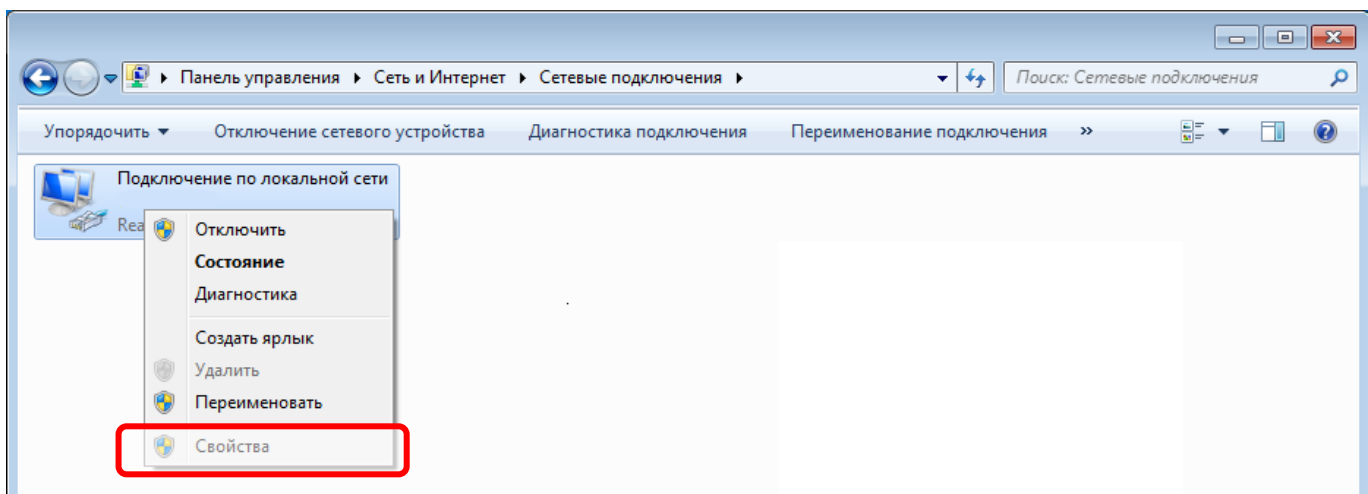 Панель управления Сеть и Интернет Сетевые подключения Поиск: Сетевые подключения
Упорядочить Отключение сетевого устройства Диагностика подключения Переименование подключения »
Подключение по локальной сети
Rea
Отключить
Состояние
Диагностика
Создать ярлык
Удалить
Переименовать
Свойства